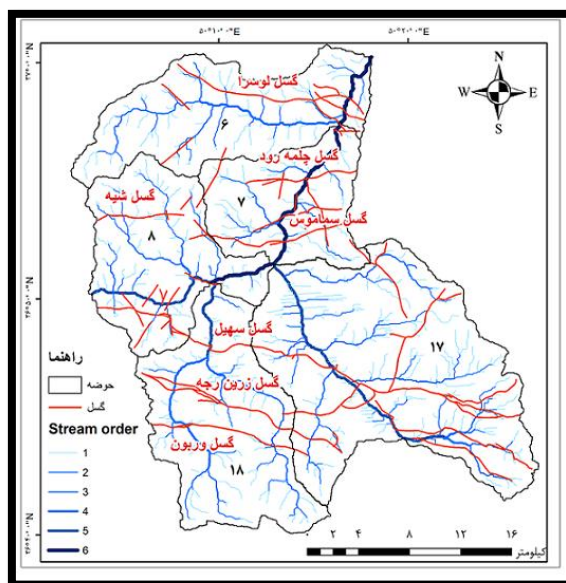 ۵۰°۱۰'۰"E ۵۰°۲۰'۰"E
N
W E
S
گسل لوسرا
۶
گسل چلمه رود
گسل شیه
۷
گسل سماموس
۸
گسل سهیل
۱۷
راهنما
حوضه
گسل
گسل زرین رجه
Stream order
گسل وربون
۱۸
1
2
3
4
5
6
۰ ۲ ۴ ۸ ۱۲ ۱۶
کیلومتر